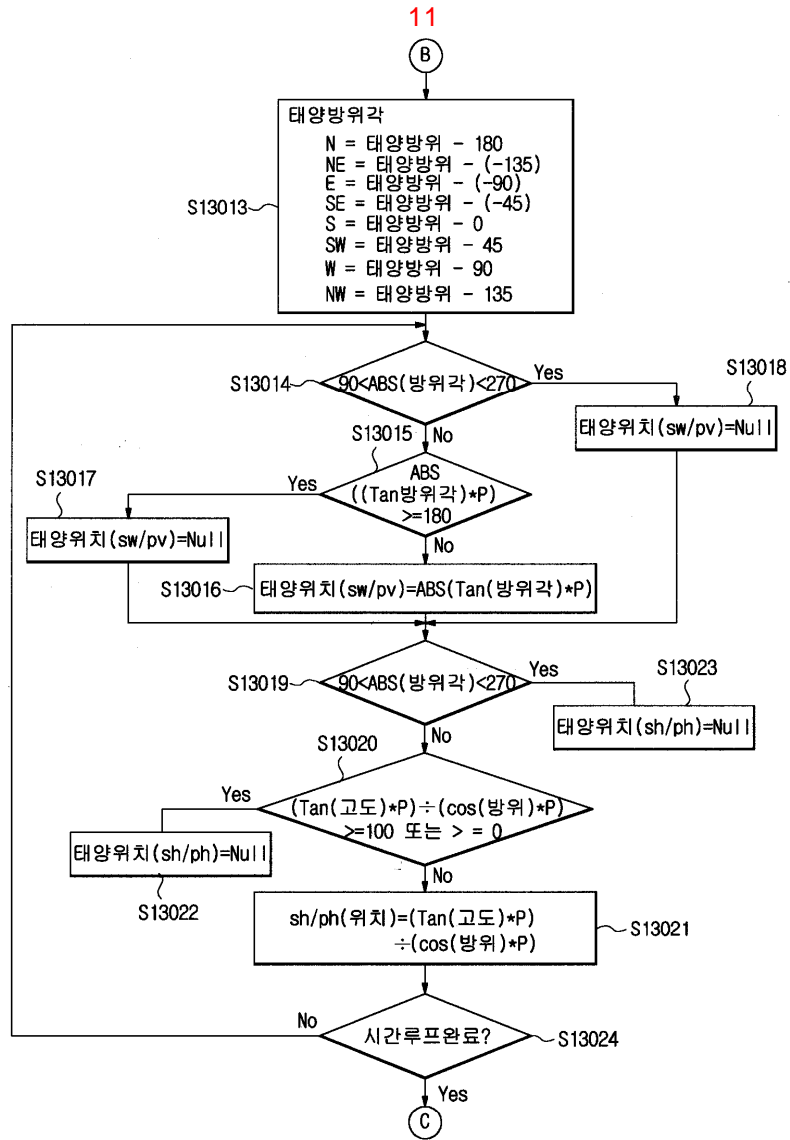 11
B
태양방위각
N = 태양방위 - 180
NE = 태양방위 - (-135)
E = 태양방위 - (-90)
SE = 태양방위 - (-45)
S = 태양방위 - 0
SW = 태양방위 - 45
W = 태양방위 - 90
NW = 태양방위 - 135
S13013
S13014
90<ABS(방위각)<270
Yes
No
S13018
태양위치(sw/pv)=Null
S13015
ABS
((Tan방위각)*P)
>=180
Yes
No
S13017
태양위치(sw/pv)=Null
S13016
태양위치(sw/pv)=ABS(Tan(방위각)*P)
S13019
90<ABS(방위각)<270
Yes
No
S13023
태양위치(sh/ph)=Null
S13020
(Tan(고도)*P)÷(cos(방위)*P)
>=100 또는 > = 0
Yes
No
태양위치(sh/ph)=Null
S13022
sh/ph(위치)=(Tan(고도)*P)
÷(cos(방위)*P)
S13021
시간루프완료?
No
S13024
Yes
C